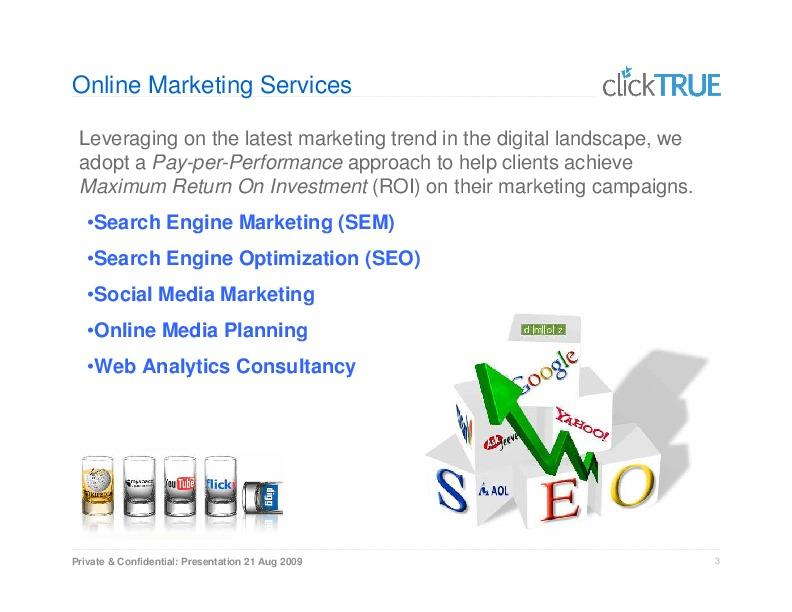 Online Marketing Services
clickTRUE
Leveraging on the latest marketing trend in the digital landscape, we
adopt a Pay-per-Performance approach to help clients achieve
Maximum Return On Investment (ROI) on their marketing campaigns.
•Search Engine Marketing (SEM)
•Search Engine Optimization (SEO)
•Social Media Marketing
•Online Media Planning
•Web Analytics Consultancy
d|m|o|z
Google
YAHOO!
Ask Jeeves
AOL
S E O
WIKIPEDIA
myspace
YouTube
flickr
digg
Private & Confidential: Presentation 21 Aug 2009
3